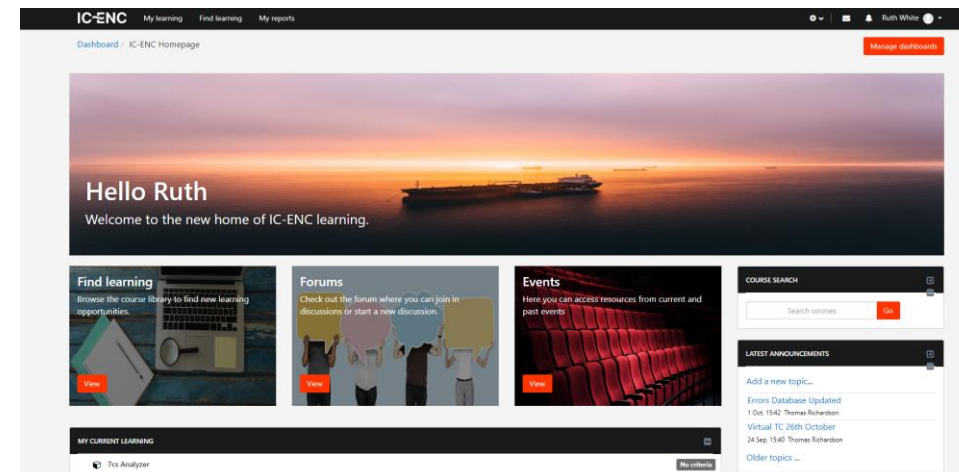 IC-ENC My learning Find learning My reports Ruth White
Dashboard / IC-ENC Homepage
Manage dashboards
Hello Ruth
Welcome to the new home of IC-ENC learning.
Find learning
Browse the course library to find new learning
opportunities.
View
Forums
Check out the forum where you can join in
discussions or start a new discussion.
View
Events
Here you can access resources from current and
past events
View
COURSE SEARCH
Search courses Go
LATEST ANNOUNCEMENTS
Add a new topic...
Errors Database Updated
1 Oct, 15:42 Thomas Richardson
Virtual TC 26th October
24 Sep, 15:40 Thomas Richardson
Older topics ...
MY CURRENT LEARNING
7cs Analyzer No criteria